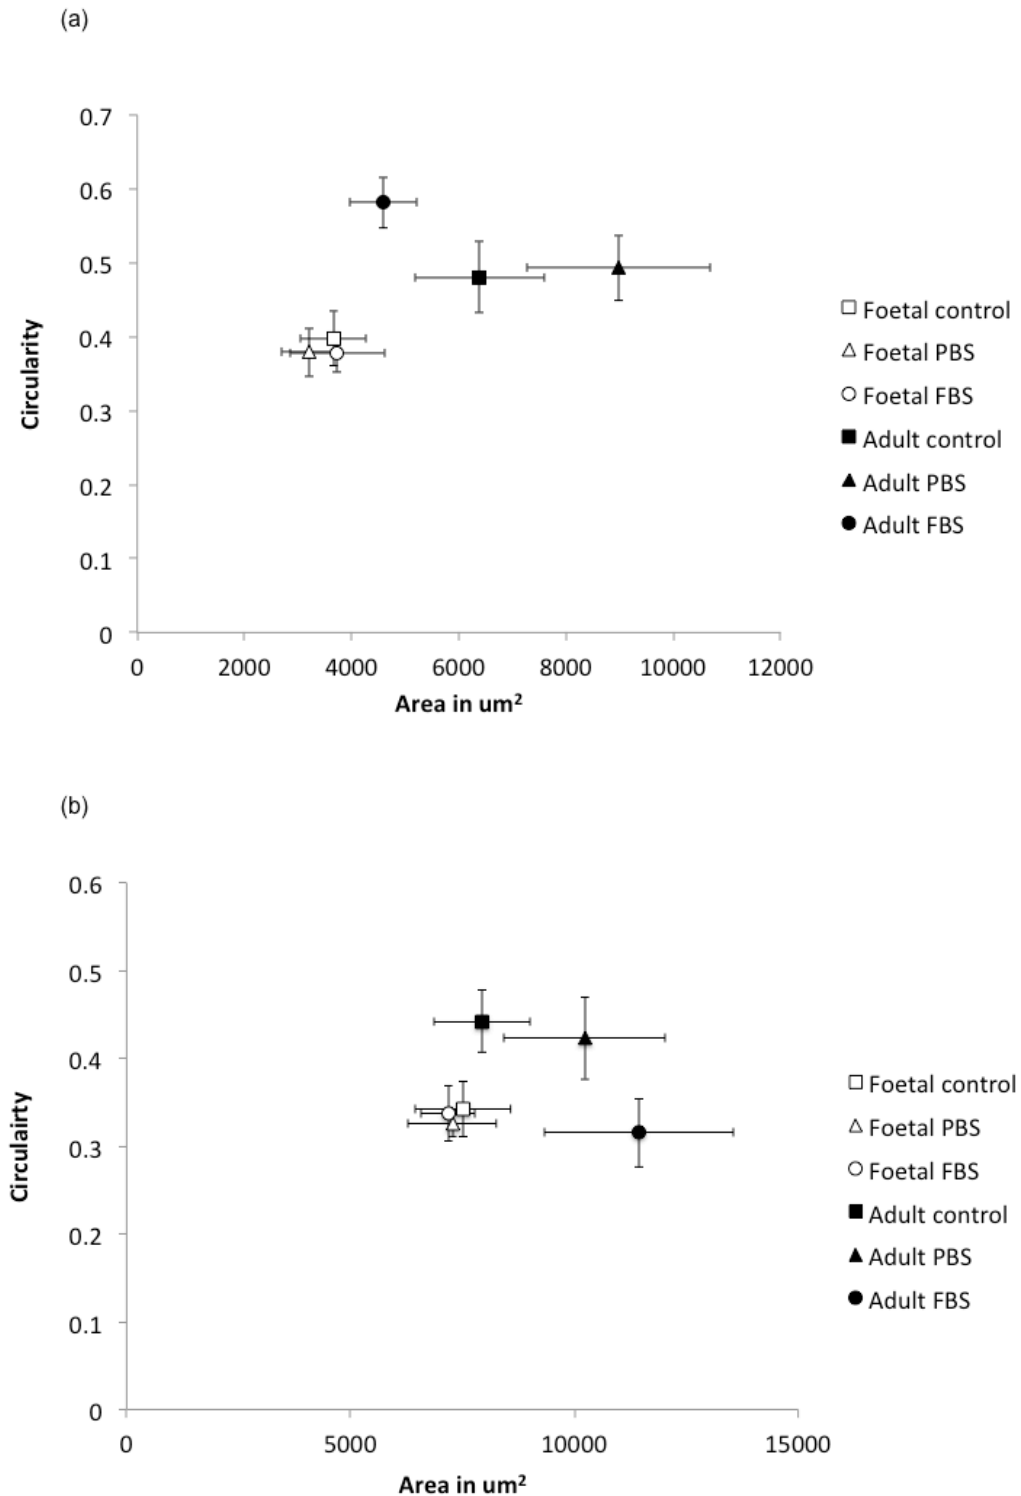 (a)
0.7
0.6
0.5
0.4
0.3
0.2
0.1
0
Circularity
0 2000 4000 6000 8000 10000 12000
Area in um²
Foetal control
Foetal PBS
Foetal FBS
Adult control
Adult PBS
Adult FBS
(b)
0.6
0.5
0.4
0.3
0.2
0.1
0
Circulairty
0 5000 10000 15000
Area in um²
Foetal control
Foetal PBS
Foetal FBS
Adult control
Adult PBS
Adult FBS